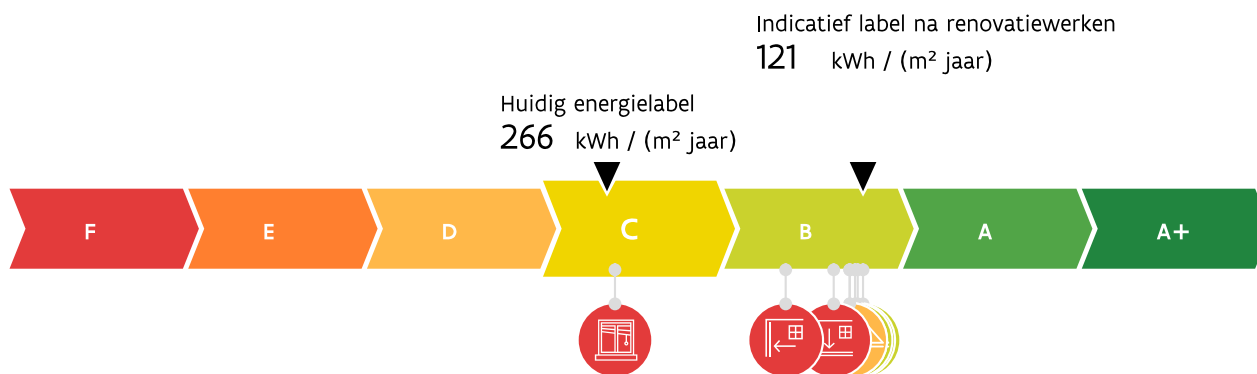 Indicatief label na renovatiewerken
121 kWh / (m² jaar)
Huidig energielabel
266 kWh / (m² jaar)
F E D C B A A+